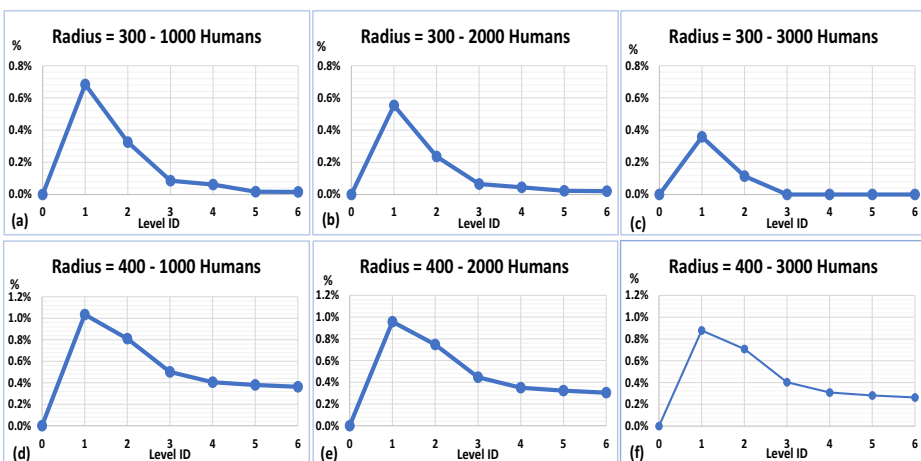 Radius = 300 - 1000 Humans
%
0.8%
0.6%
0.4%
0.2%
0.0%
0 1 2 3 4 5 6
(a) Level ID
Radius = 300 - 2000 Humans
%
0.8%
0.6%
0.4%
0.2%
0.0%
0 1 2 3 4 5 6
(b) Level ID
Radius = 300 - 3000 Humans
%
0.8%
0.6%
0.4%
0.2%
0.0%
0 1 2 3 4 5 6
(c) Level ID
Radius = 400 - 1000 Humans
%
1.2%
1.0%
0.8%
0.6%
0.4%
0.2%
0.0%
0 1 2 3 4 5 6
(d) Level ID
Radius = 400 - 2000 Humans
%
1.2%
1.0%
0.8%
0.6%
0.4%
0.2%
0.0%
0 1 2 3 4 5 6
(e) Level ID
Radius = 400 - 3000 Humans
%
1.2%
1.0%
0.8%
0.6%
0.4%
0.2%
0.0%
0 1 2 3 4 5 6
(f) Level ID